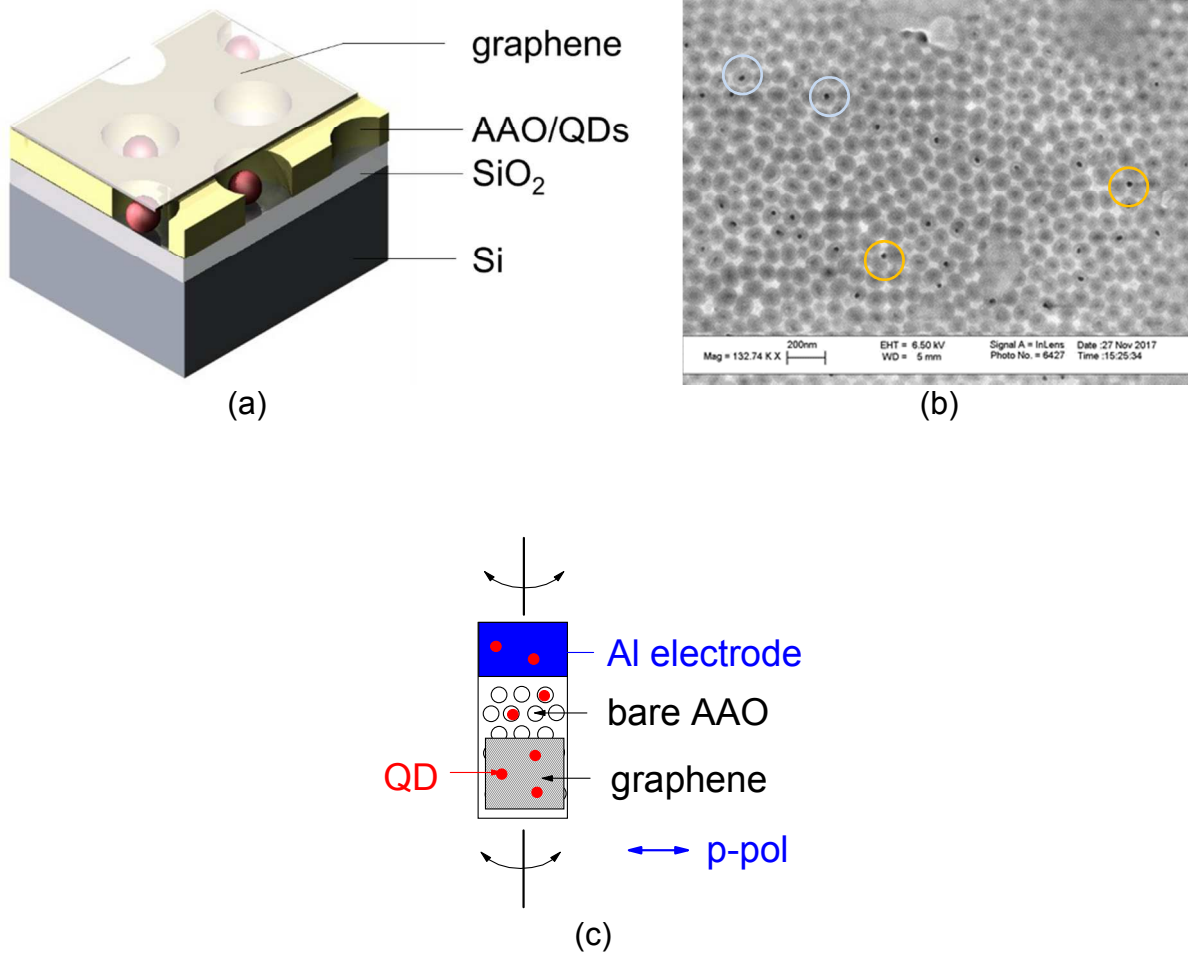 graphene
AAO/QDs
SiO2
Si
(a)
200nm
Mag = 132.74 K X
EHT = 6.50 kV
WD = 5 mm
Signal A = InLens
Photo No. = 6427
Date :27 Nov 2017
Time :15:25:34
(b)
Al electrode
bare AAO
QD
graphene
p-pol
(c)